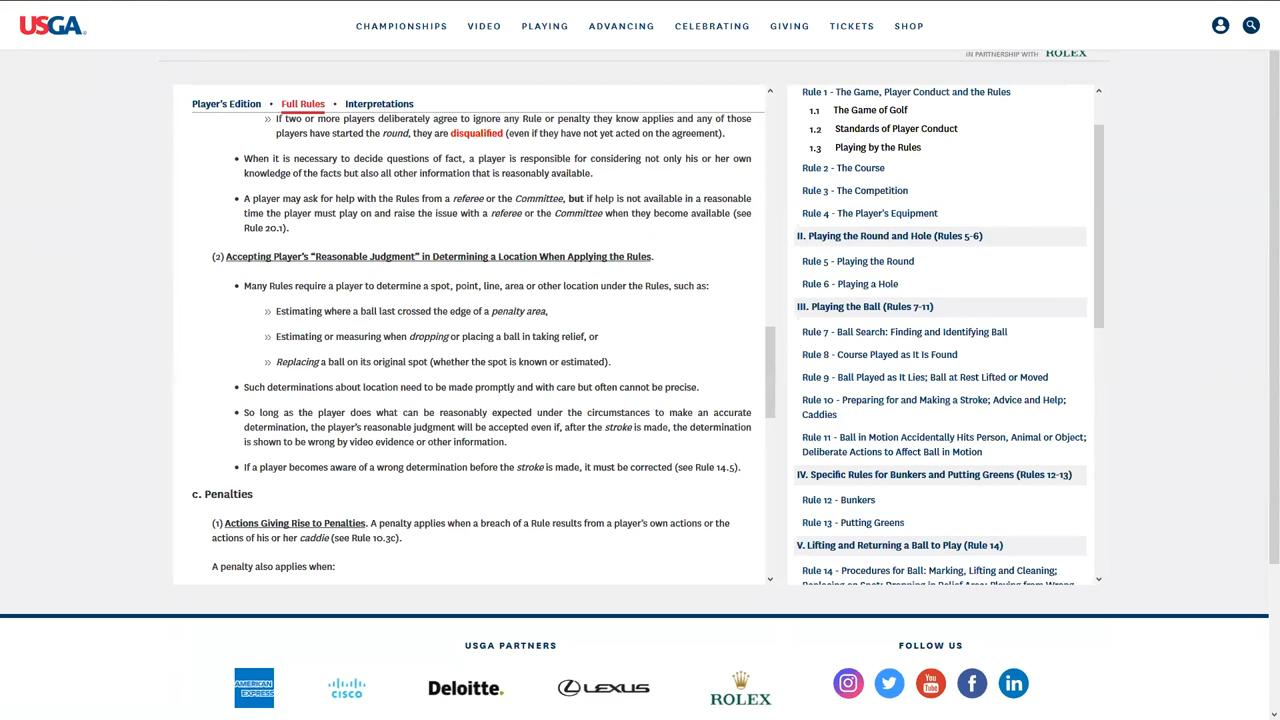 USGA
CHAMPIONSHIPS VIDEO PLAYING ADVANCING CELEBRATING GIVING TICKETS SHOP
IN PARTNERSHIP WITH ROLEX
Player's Edition • Full Rules • Interpretations
» If two or more players deliberately agree to ignore any Rule or penalty they know applies and any of those
players have started the round, they are disqualified (even if they have not yet acted on the agreement).
• When it is necessary to decide questions of fact, a player is responsible for considering not only his or her own
knowledge of the facts but also all other information that is reasonably available.
• A player may ask for help with the Rules from a referee or the Committee, but if help is not available in a reasonable
time the player must play on and raise the issue with a referee or the Committee when they become available (see
Rule 20.1).
(2) Accepting Player's “Reasonable Judgment” in Determining a Location When Applying the Rules.
• Many Rules require a player to determine a spot, point, line, area or other location under the Rules, such as:
» Estimating where a ball last crossed the edge of a penalty area,
» Estimating or measuring when dropping or placing a ball in taking relief, or
» Replacing a ball on its original spot (whether the spot is known or estimated).
• Such determinations about location need to be made promptly and with care but often cannot be precise.
• So long as the player does what can be reasonably expected under the circumstances to make an accurate
determination, the player's reasonable judgment will be accepted even if, after the stroke is made, the determination
is shown to be wrong by video evidence or other information.
• If a player becomes aware of a wrong determination before the stroke is made, it must be corrected (see Rule 14.5).
c. Penalties
(1) Actions Giving Rise to Penalties. A penalty applies when a breach of a Rule results from a player's own actions or the
actions of his or her caddie (see Rule 10.3c).
A penalty also applies when:
Rule 1 - The Game, Player Conduct and the Rules
1.1 The Game of Golf
1.2 Standards of Player Conduct
1.3 Playing by the Rules
Rule 2 - The Course
Rule 3 - The Competition
Rule 4 - The Player's Equipment
II. Playing the Round and Hole (Rules 5-6)
Rule 5 - Playing the Round
Rule 6 - Playing a Hole
III. Playing the Ball (Rules 7-11)
Rule 7 - Ball Search: Finding and Identifying Ball
Rule 8 - Course Played as It Is Found
Rule 9 - Ball Played as It Lies; Ball at Rest Lifted or Moved
Rule 10 - Preparing for and Making a Stroke; Advice and Help;
Caddies
Rule 11 - Ball in Motion Accidentally Hits Person, Animal or Object;
Deliberate Actions to Affect Ball in Motion
IV. Specific Rules for Bunkers and Putting Greens (Rules 12-13)
Rule 12 - Bunkers
Rule 13 - Putting Greens
V. Lifting and Returning a Ball to Play (Rule 14)
Rule 14 - Procedures for Ball: Marking, Lifting and Cleaning;
Replacing on Spot; Dropping in Relief Area; Playing from Wrong
USGA PARTNERS
FOLLOW US
AMERICAN
EXPRESS
CISCO
Deloitte.
LEXUS
ROLEX
You
Tube
f
in